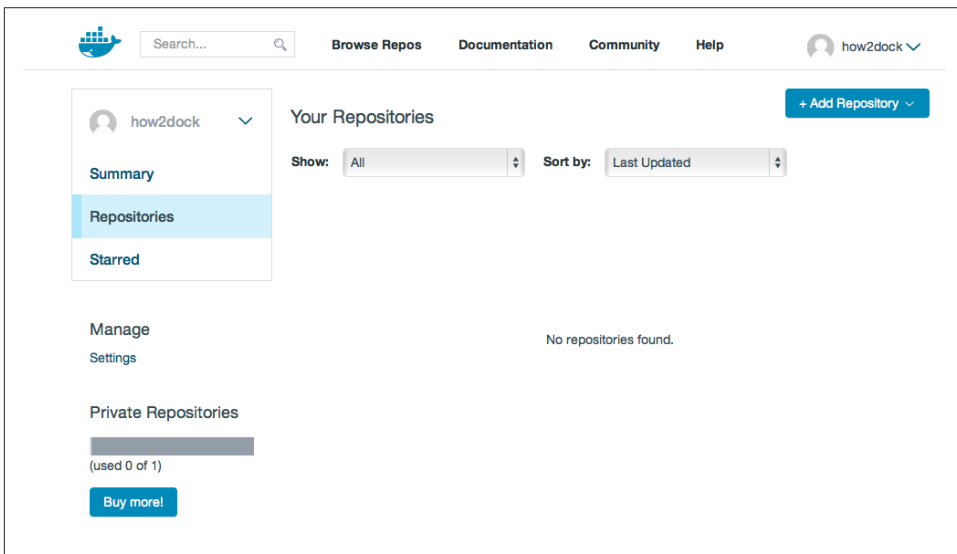 Search...
Browse Repos
Documentation
Community
Help
how2dock
how2dock
Summary
Repositories
Starred
Manage
Settings
Private Repositories
(used 0 of 1)
Buy more!
Your Repositories
+ Add Repository
Show: All
Sort by: Last Updated
No repositories found.